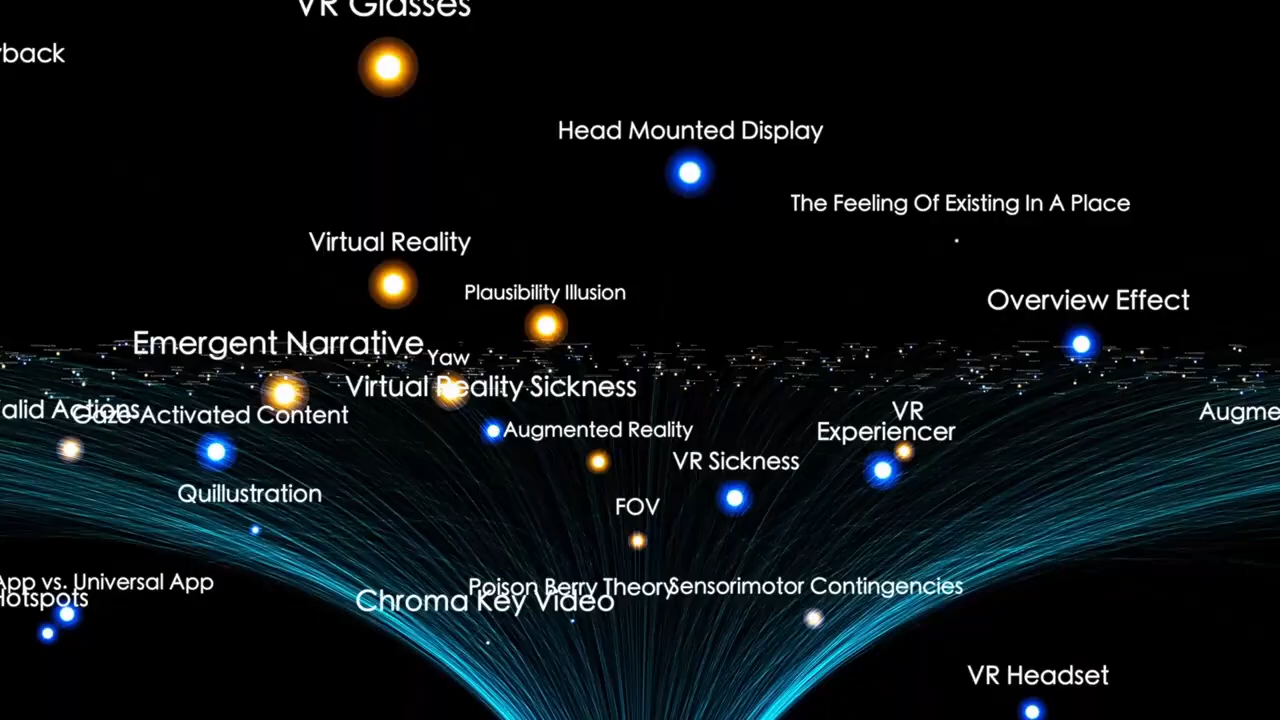 VR Glasses
yback
Head Mounted Display
The Feeling Of Existing In A Place
Virtual Reality
Plausibility Illusion
Overview Effect
Emergent Narrative
Yaw
Virtual Reality Sickness
alid Actions
Gaze-Activated Content
VR
Experiencer
Augme
Augmented Reality
VR Sickness
Quillustration
FOV
App vs. Universal App
Hotspots
Poison Berry Theory
Sensorimotor Contingencies
Chroma Key Video
VR Headset